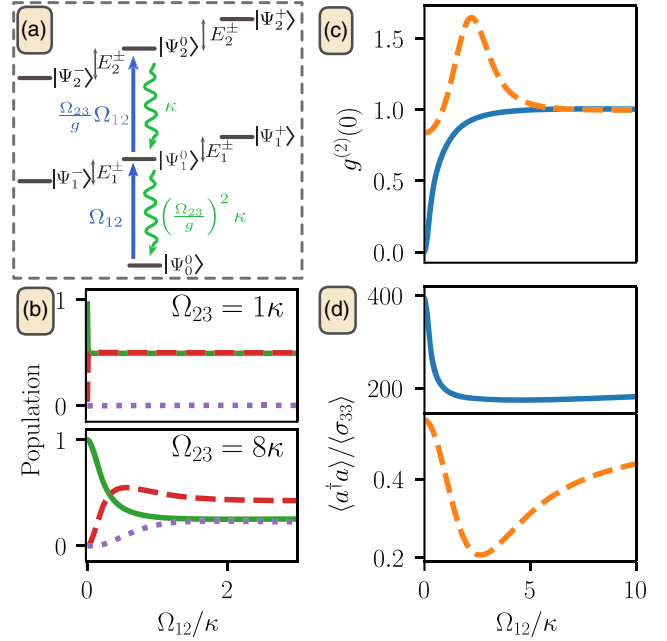 (a)
|Ψ₂⁺⟩
E₂^±
|Ψ₂⁰⟩
E₂^±
|Ψ₂⁻⟩
Ω₂₃/g Ω₁₂
κ
|Ψ₁⁺⟩
E₁^±
|Ψ₁⁰⟩
E₁^±
|Ψ₁⁻⟩
Ω₁₂
(Ω₂₃/g)² κ
|Ψ₀⁰⟩
(b)
Ω₂₃ = 1κ
1
0
Ω₂₃ = 8κ
1
0
Population
0 2
Ω₁₂/κ
(c)
1.5
1.0
0.5
0.0
g⁽²⁾(0)
(d)
400
200
0.4
0.2
⟨a†a⟩/⟨σ₃₃⟩
0 5 10
Ω₁₂/κ